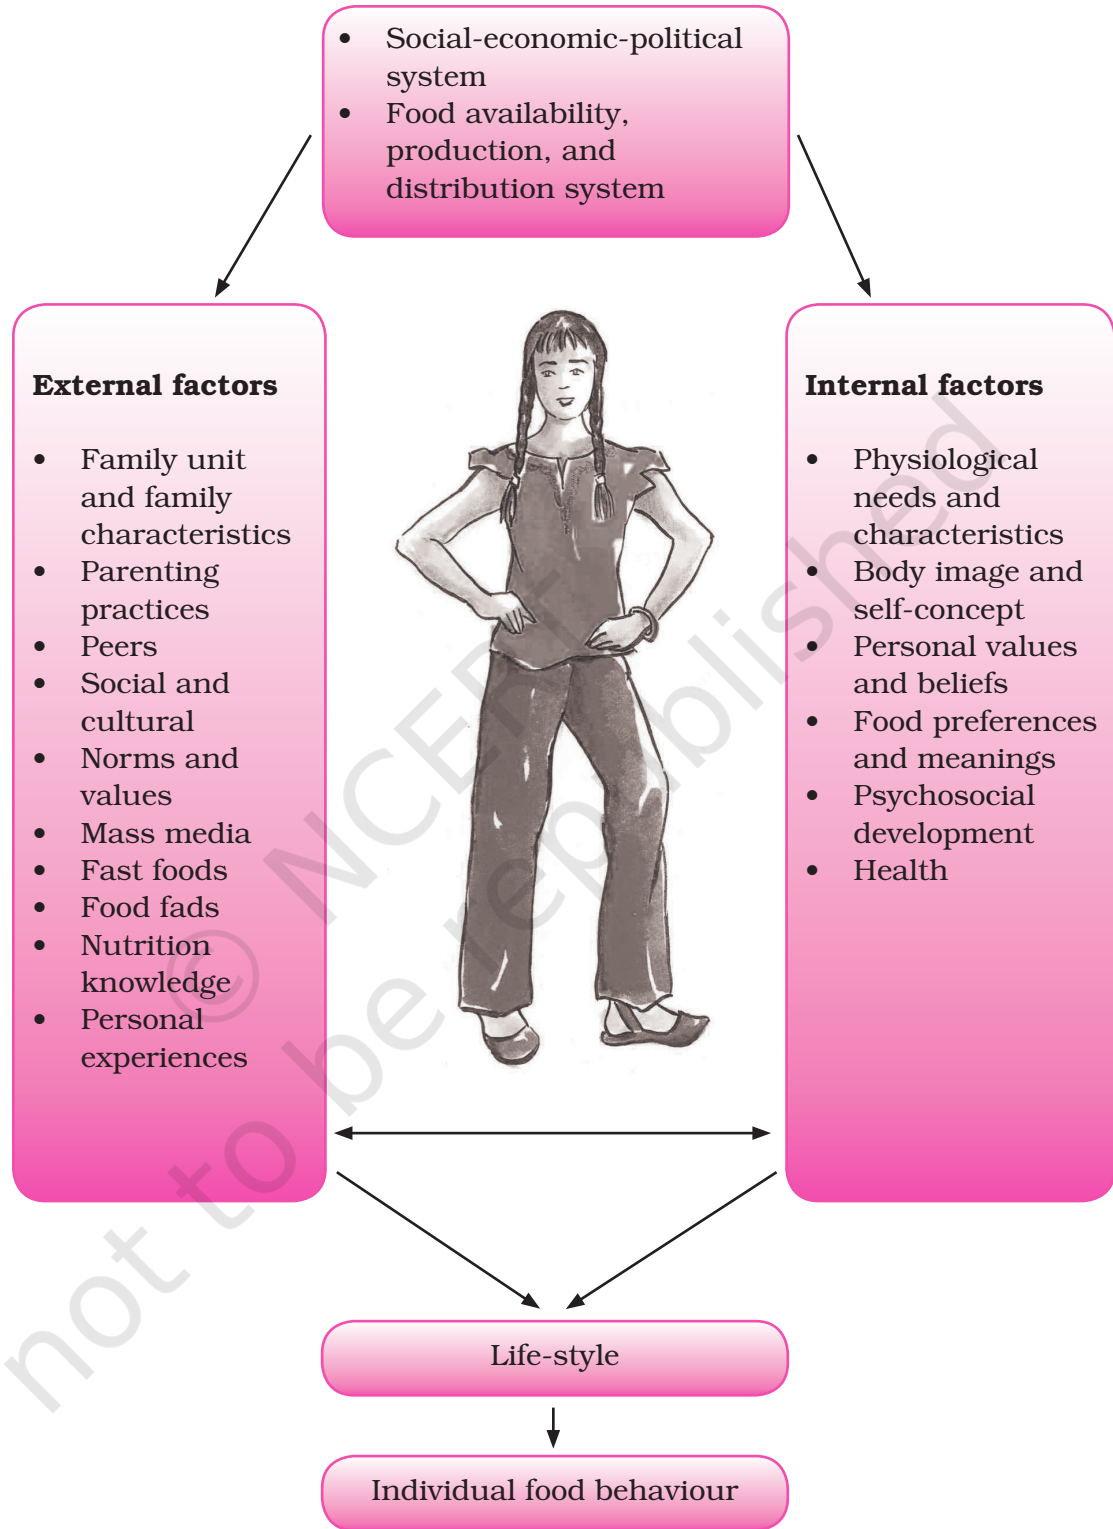 • Social-economic-political
system
• Food availability,
production, and
distribution system
External factors
• Family unit
and family
characteristics
• Parenting
practices
• Peers
• Social and
cultural
• Norms and
values
• Mass media
• Fast foods
• Food fads
• Nutrition
knowledge
• Personal
experiences
Internal factors
• Physiological
needs and
characteristics
• Body image and
self-concept
• Personal values
and beliefs
• Food preferences
and meanings
• Psychosocial
development
• Health
Life-style
Individual food behaviour
© NCERT
not to be republished